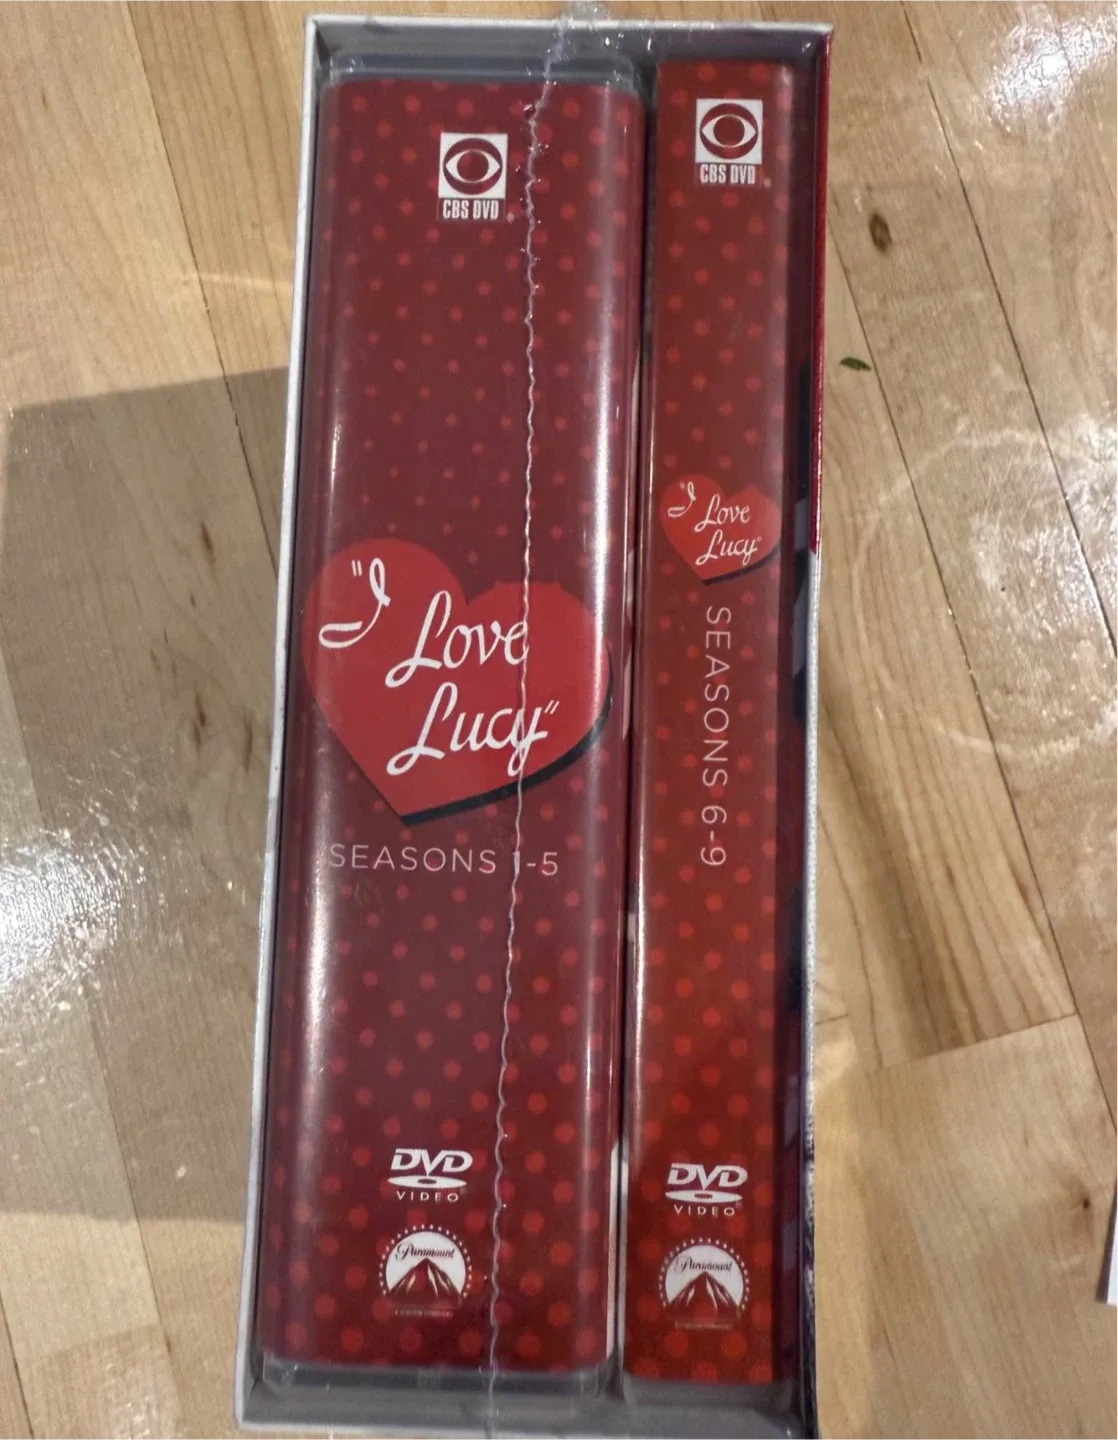 CBS DVD
"I
Love
Lucy"
SEASONS 1-5
DVD
VIDEO
Paramount
CBS DVD
"I
Love
Lucy"
SEASONS 6-9
DVD
VIDEO
Paramount